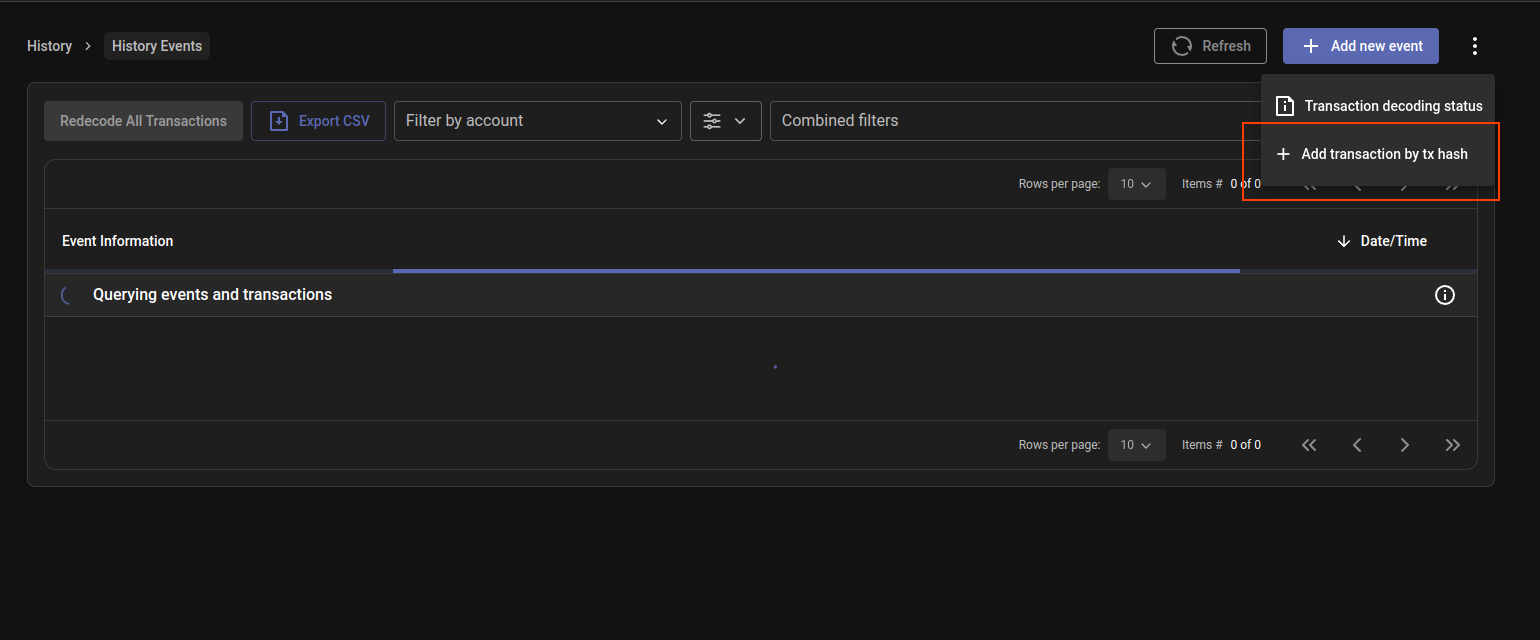 History
History Events
Refresh
Add new event
Transaction decoding status
Add transaction by tx hash
Redecode All Transactions
Export CSV
Filter by account
Combined filters
Rows per page: 10 Items # 0 of 0
Event Information
Date/Time
Querying events and transactions
Rows per page: 10 Items # 0 of 0